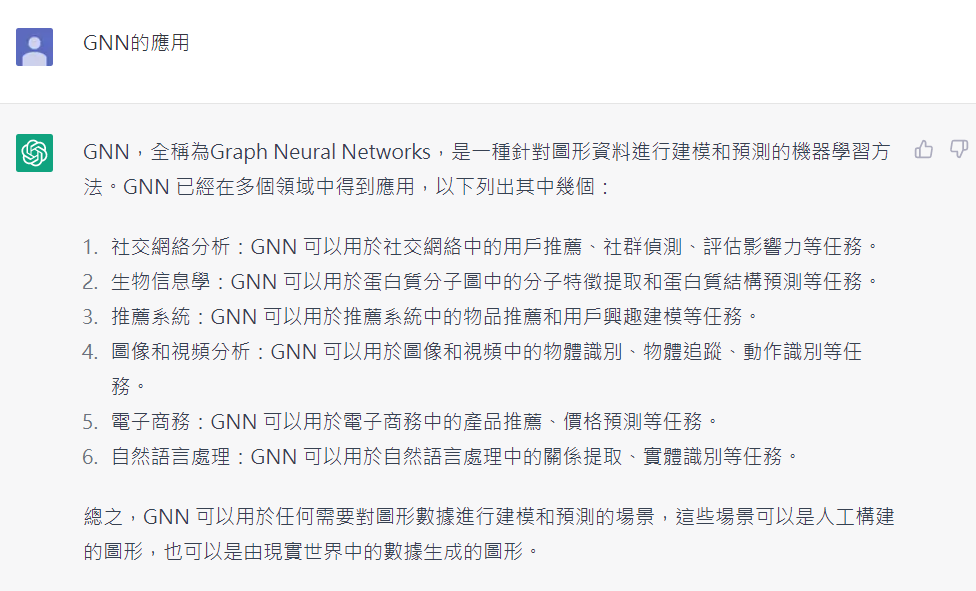 GNN的應用
GNN，全稱為Graph Neural Networks，是一種針對圖形資料進行建模和預測的機器學習方
法。GNN 已經在多個領域中得到應用，以下列出其中幾個：
1. 社交網絡分析：GNN 可以用於社交網絡中的用戶推薦、社群偵測、評估影響力等任務。
2. 生物信息學：GNN 可以用於蛋白質分子圖中的分子特徵提取和蛋白質結構預測等任務。
3. 推薦系統：GNN 可以用於推薦系統中的物品推薦和用戶興趣建模等任務。
4. 圖像和視頻分析：GNN 可以用於圖像和視頻中的物體識別、物體追蹤、動作識別等任
務。
5. 電子商務：GNN 可以用於電子商務中的產品推薦、價格預測等任務。
6. 自然語言處理：GNN 可以用於自然語言處理中的關係提取、實體識別等任務。
總之，GNN 可以用於任何需要對圖形數據進行建模和預測的場景，這些場景可以是人工構建
的圖形，也可以是由現實世界中的數據生成的圖形。